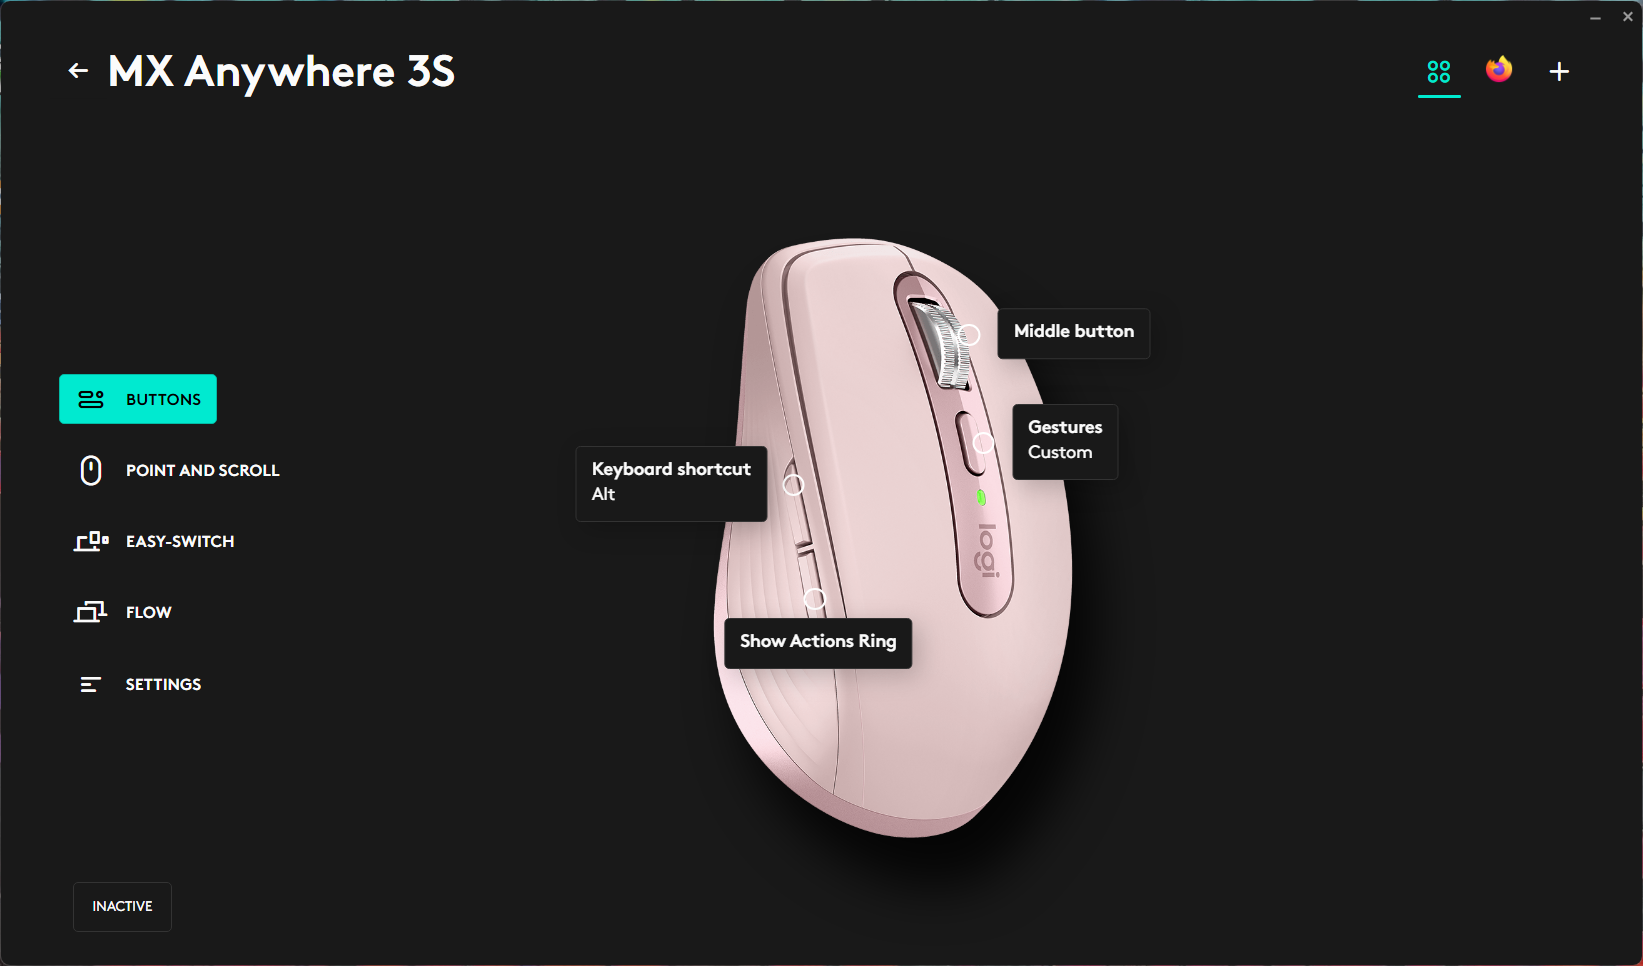 MX Anywhere 3S
BUTTONS
POINT AND SCROLL
EASY-SWITCH
FLOW
SETTINGS
INACTIVE
Middle button
Gestures
Custom
Keyboard shortcut
Alt
Show Actions Ring
logi